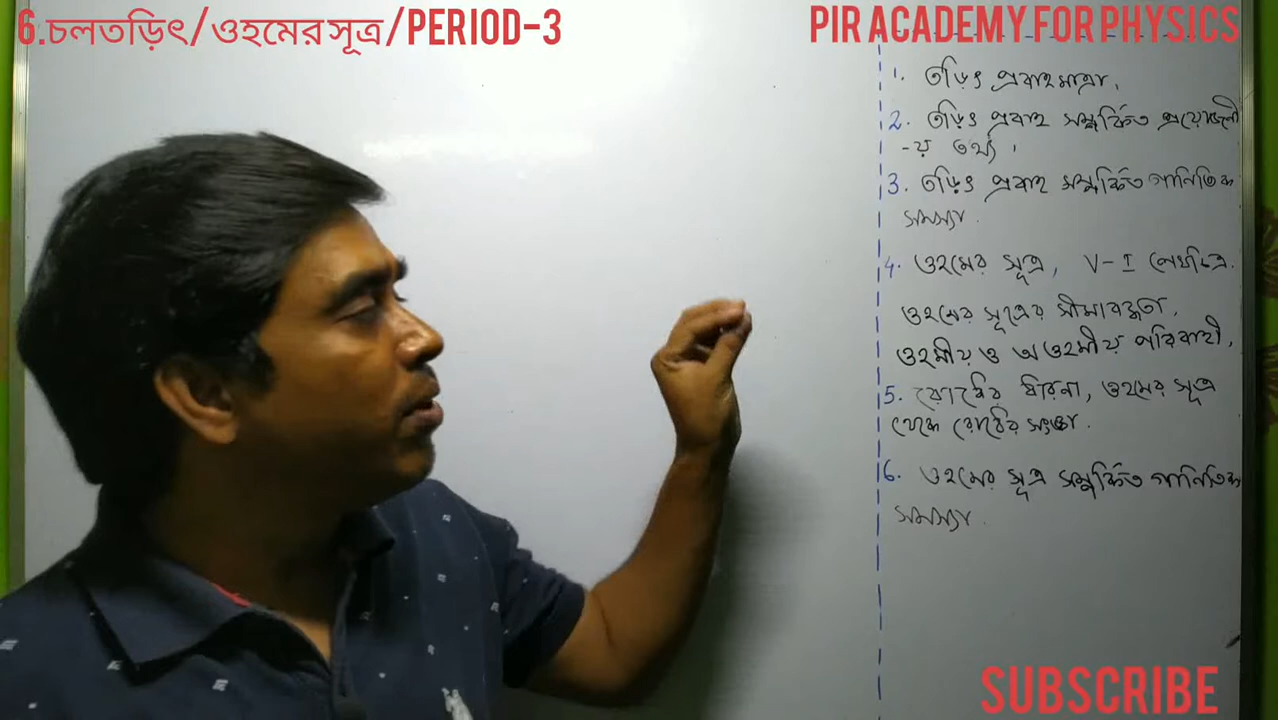 6.চলতড়িৎ/ওহমের সূত্র/PERIOD-3
PIR ACADEMY FOR PHYSICS
1. তড়িৎ প্রবাহমাত্রা,
2. তড়িৎ প্রবাহ সম্পর্কিত প্রয়োজনী
-য় তথ্য।
3. তড়িৎ প্রবাহ সম্পর্কিত গানিতিক
সমস্যা.
4. ওহমের সূত্র, V-I লেখচিত্র.
ওহমের সূত্রের সীমাবদ্ধতা,
ওহমীয় ও অওহমীয় পরিবাহী,
5. রোধের ধারনা, ওহমের সূত্র
থেকে রোধের সংজ্ঞা.
6. ওহমের সূত্র সম্পর্কিত গানিতিক
সমস্যা.
SUBSCRIBE